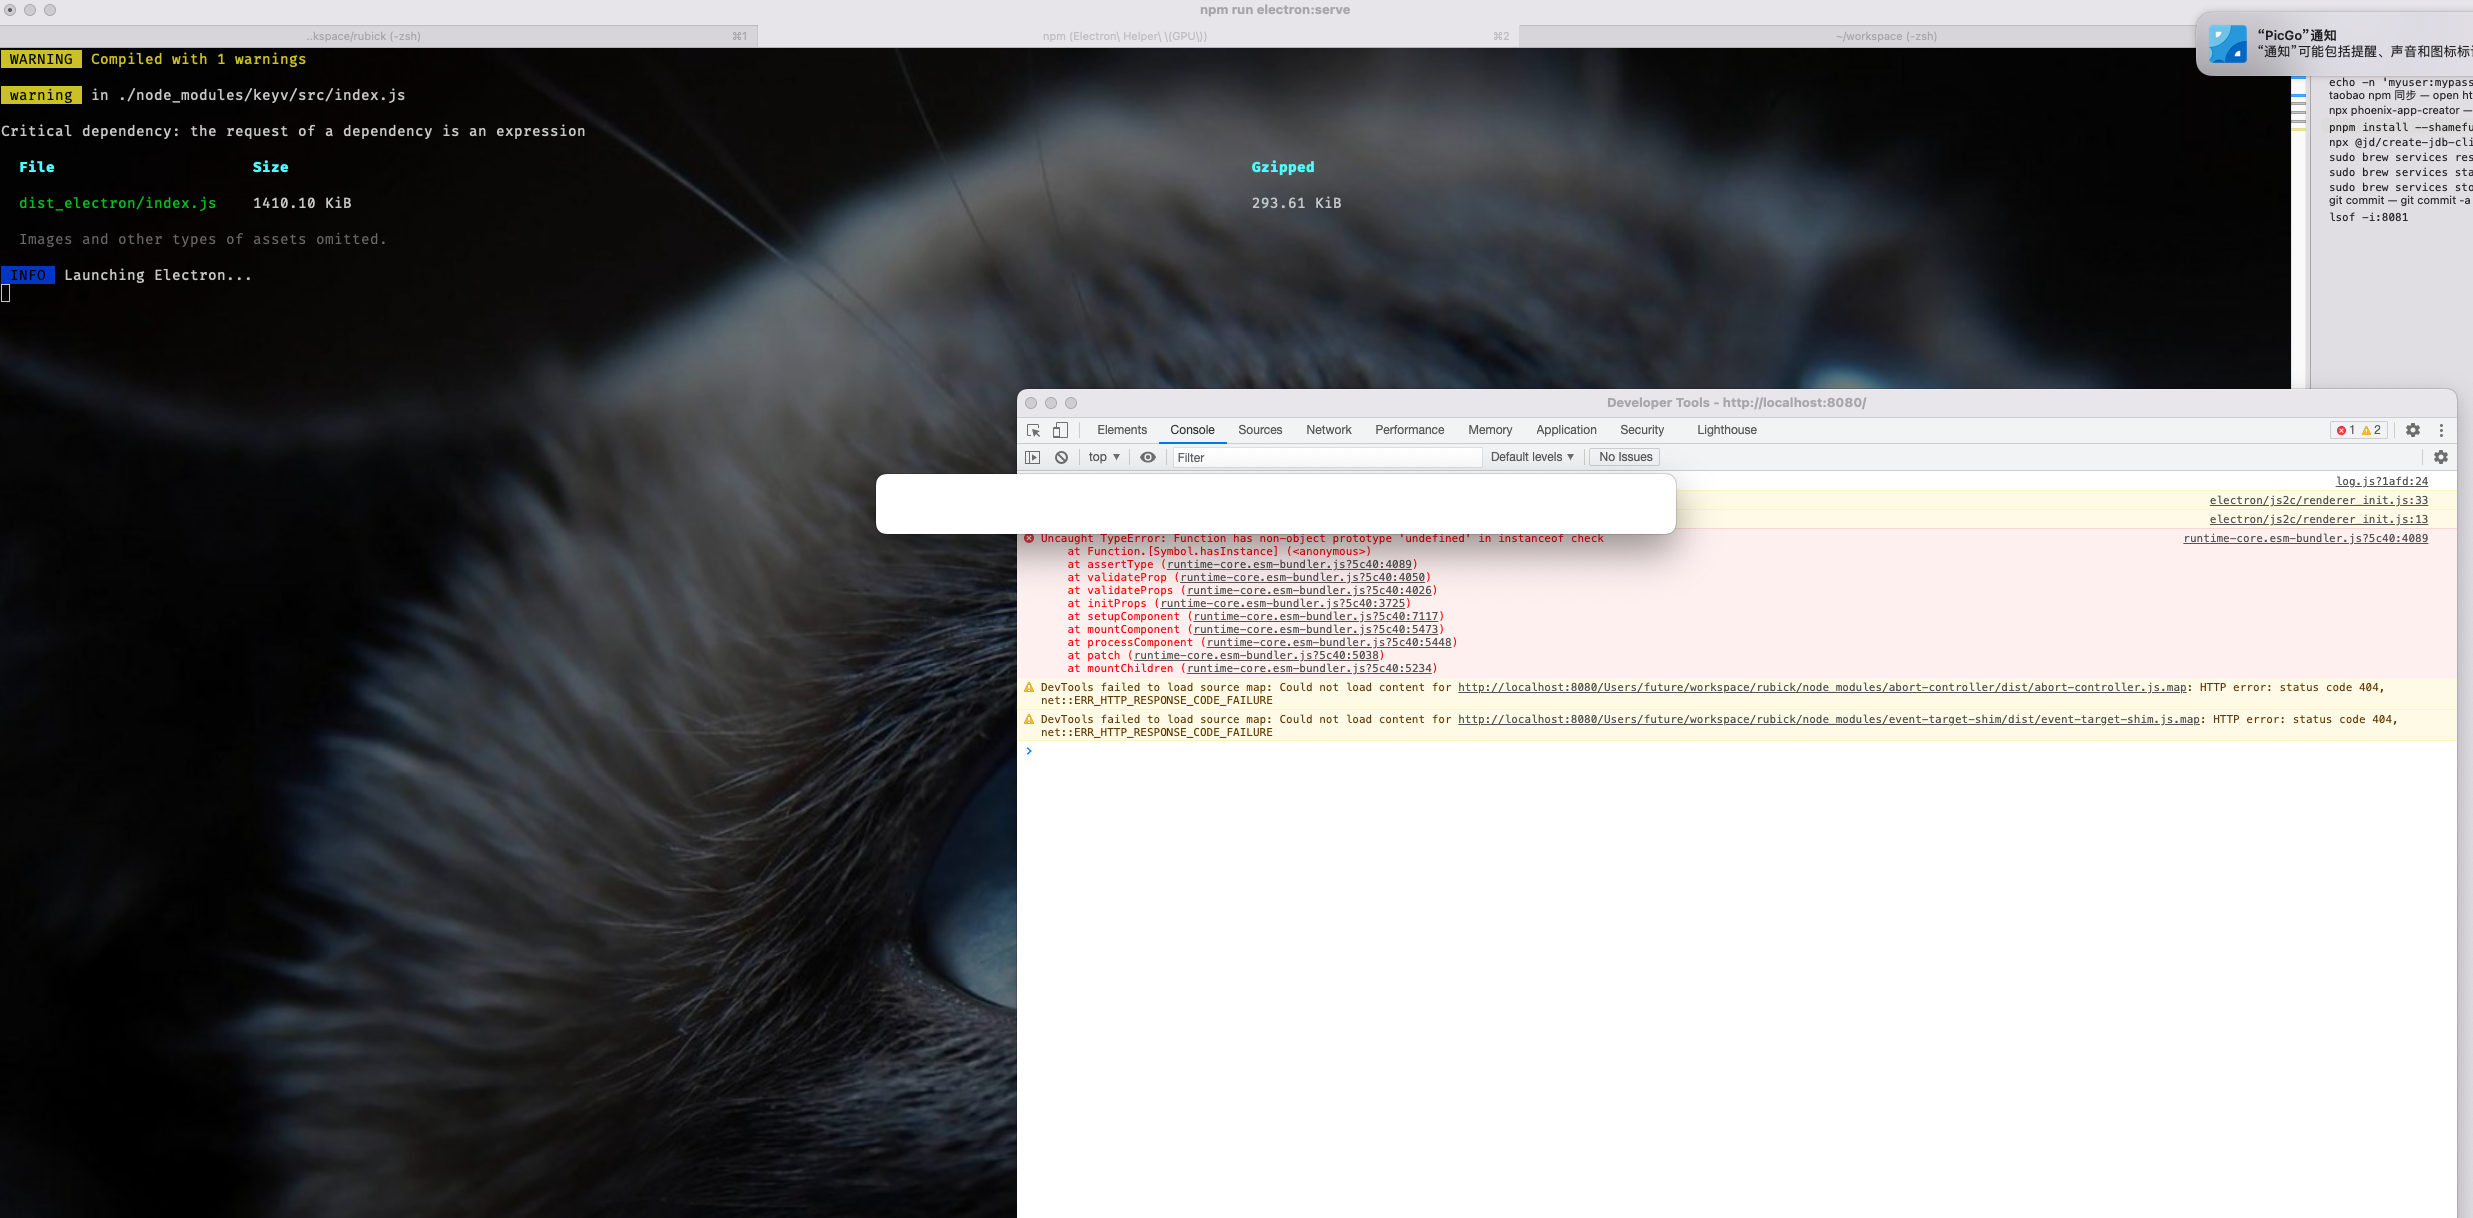 npm run electron:serve
..kspace/rubick (-zsh) ⌘1
npm (Electron\ Helper\ \(GPU\)) ⌘2
~/workspace (-zsh)
“PicGo”通知
“通知”可能包括提醒、声音和图标标
WARNING Compiled with 1 warnings
warning in ./node_modules/keyv/src/index.js
Critical dependency: the request of a dependency is an expression
File Size Gzipped
dist_electron/index.js 1410.10 KiB 293.61 KiB
Images and other types of assets omitted.
INFO Launching Electron...
echo -n 'myuser:mypass
taobao npm 同步 — open ht
npx phoenix-app-creator —
pnpm install --shamefu
npx @jd/create-jdb-cli
sudo brew services res
sudo brew services sta
sudo brew services sto
git commit — git commit -a
lsof -i:8081
Developer Tools - http://localhost:8080/
Elements Console Sources Network Performance Memory Application Security Lighthouse 1 2
top ▼ Filter Default levels ▼ No Issues
log.js?1afd:24
electron/js2c/renderer_init.js:33
electron/js2c/renderer_init.js:13
Uncaught TypeError: Function has non-object prototype 'undefined' in instanceof check runtime-core.esm-bundler.js?5c40:4089
at Function.[Symbol.hasInstance] (<anonymous>)
at assertType (runtime-core.esm-bundler.js?5c40:4089)
at validateProp (runtime-core.esm-bundler.js?5c40:4050)
at validateProps (runtime-core.esm-bundler.js?5c40:4026)
at initProps (runtime-core.esm-bundler.js?5c40:3725)
at setupComponent (runtime-core.esm-bundler.js?5c40:7117)
at mountComponent (runtime-core.esm-bundler.js?5c40:5473)
at processComponent (runtime-core.esm-bundler.js?5c40:5448)
at patch (runtime-core.esm-bundler.js?5c40:5038)
at mountChildren (runtime-core.esm-bundler.js?5c40:5234)
DevTools failed to load source map: Could not load content for http://localhost:8080/Users/future/workspace/rubick/node_modules/abort-controller/dist/abort-controller.js.map: HTTP error: status code 404,
net::ERR_HTTP_RESPONSE_CODE_FAILURE
DevTools failed to load source map: Could not load content for http://localhost:8080/Users/future/workspace/rubick/node_modules/event-target-shim/dist/event-target-shim.js.map: HTTP error: status code 404,
net::ERR_HTTP_RESPONSE_CODE_FAILURE